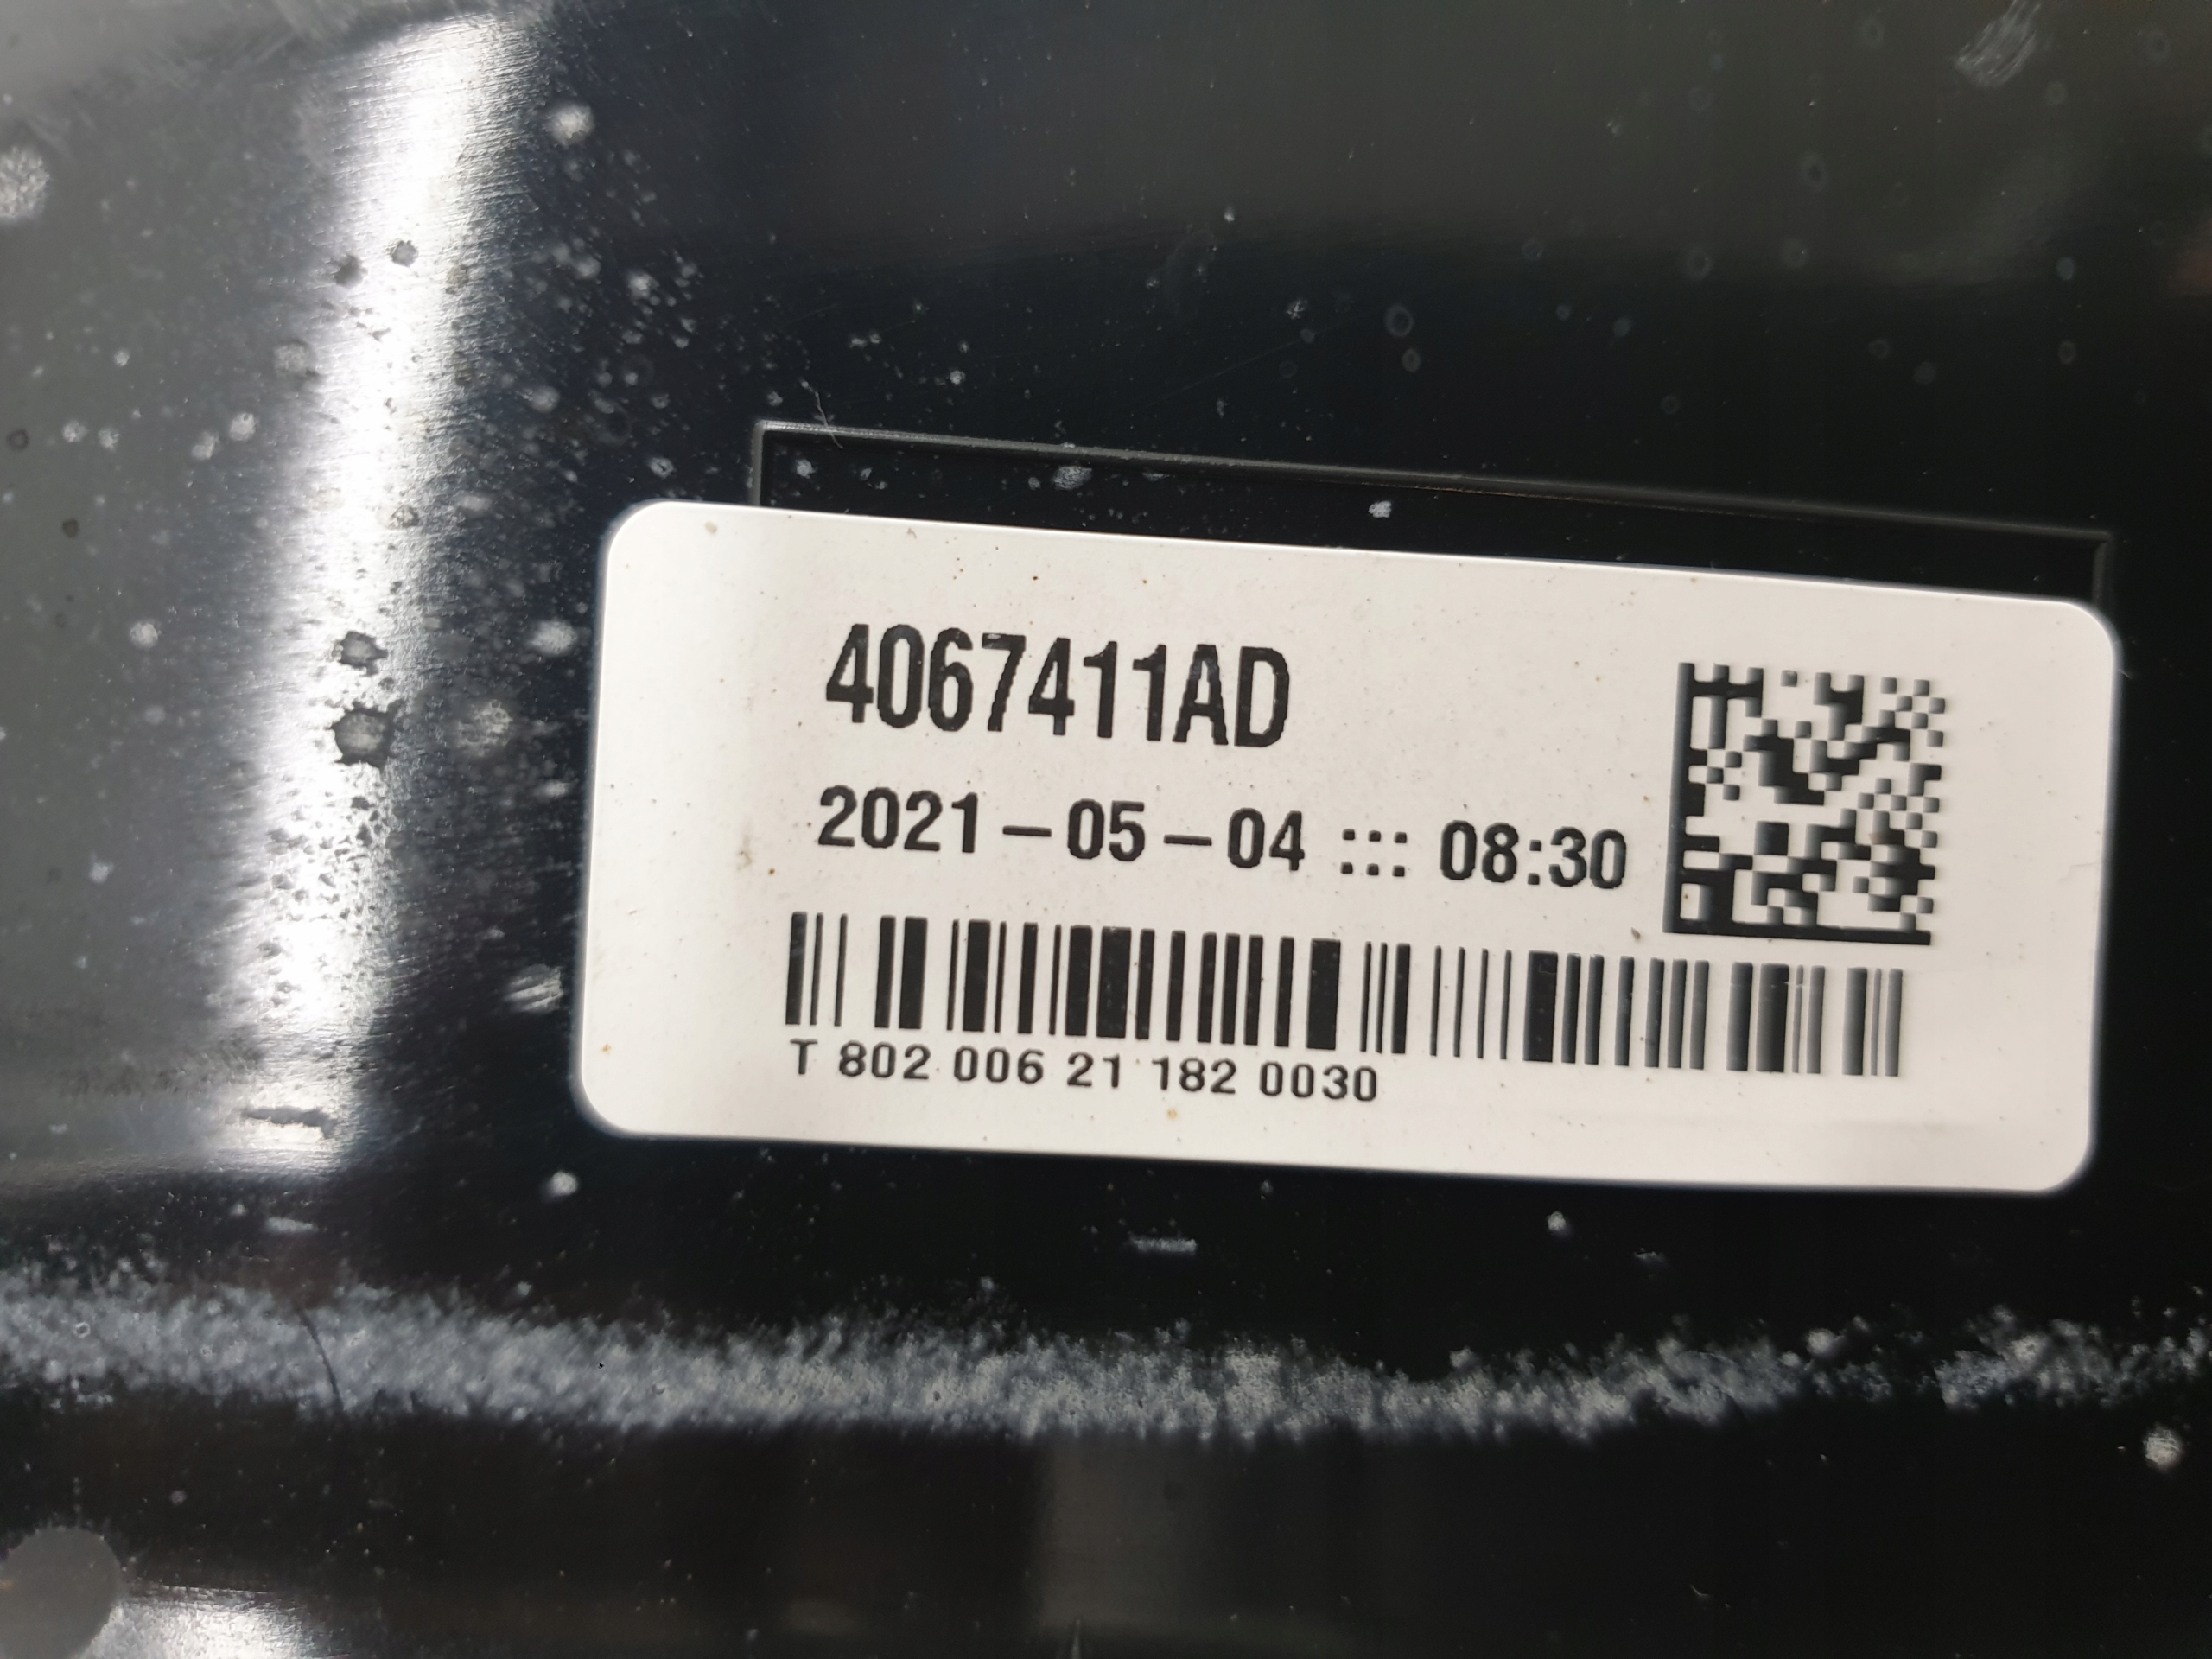 4067411AD
2021-05-04 ::: 08:30
T 802 006 21 182 0030